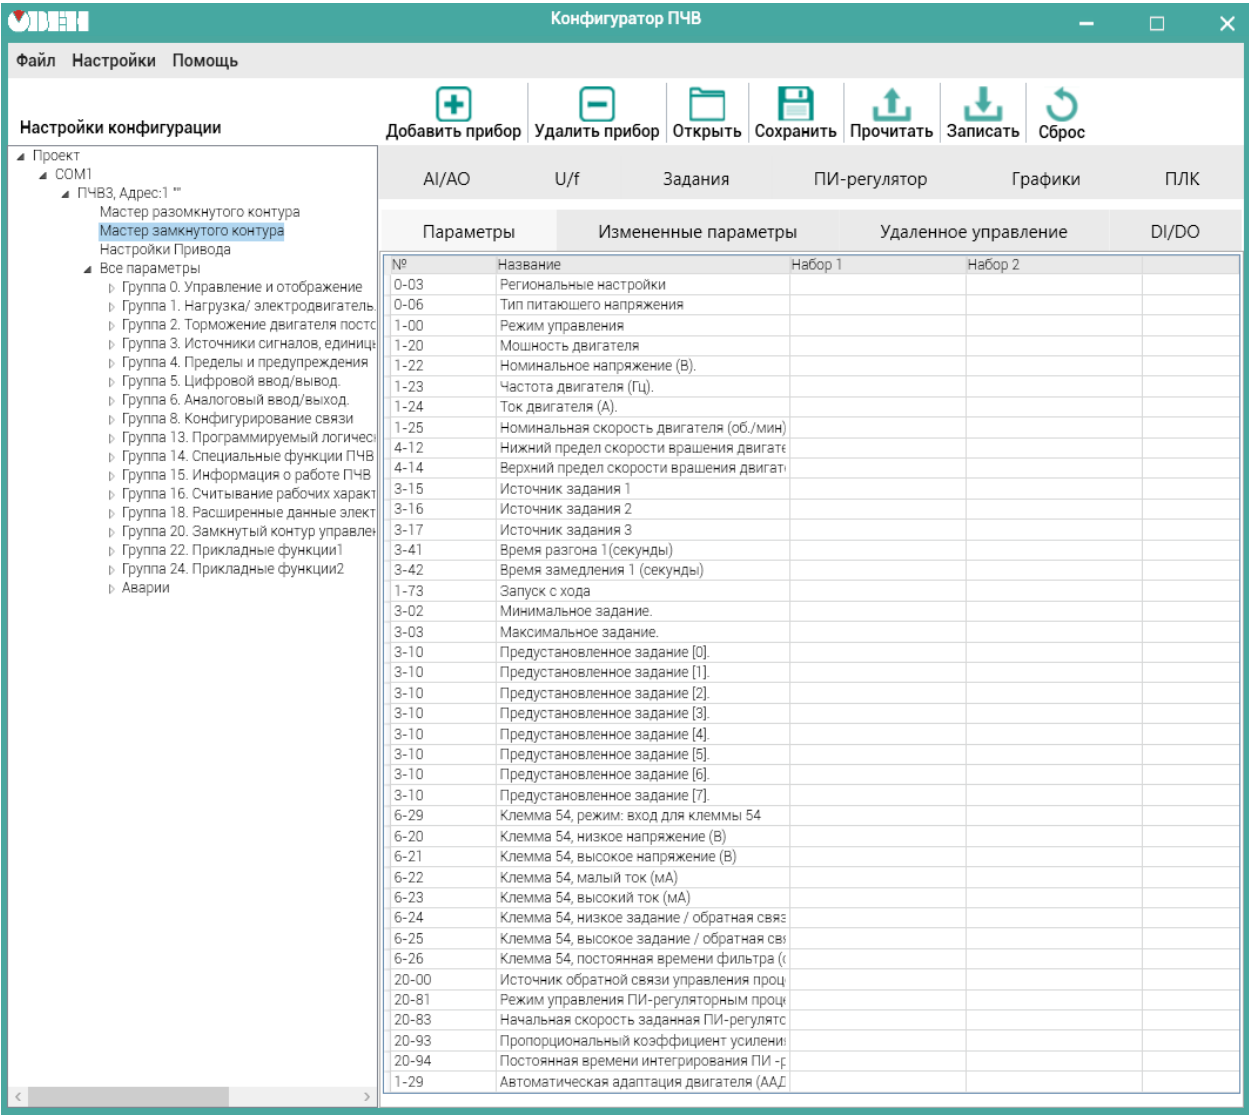 ОВЕН
Конфигуратор ПЧВ
Файл Настройки Помощь
Настройки конфигурации
Добавить прибор Удалить прибор Открыть Сохранить Прочитать Записать Сброс
Проект
COM1
ПЧВ3, Адрес:1 ""
Мастер разомкнутого контура
Мастер замкнутого контура
Настройки Привода
Все параметры
Группа 0. Управление и отображение
Группа 1. Нагрузка/ электродвигатель.
Группа 2. Торможение двигателя постс
Группа 3. Источники сигналов, единицы
Группа 4. Пределы и предупреждения
Группа 5. Цифровой ввод/вывод.
Группа 6. Аналоговый ввод/выход.
Группа 8. Конфигурирование связи
Группа 13. Программируемый логичесн
Группа 14. Специальные функции ПЧВ
Группа 15. Информация о работе ПЧВ
Группа 16. Считывание рабочих характ
Группа 18. Расширенные данные элект
Группа 20. Замкнутый контур управлен
Группа 22. Прикладные функции1
Группа 24. Прикладные функции2
Аварии
AI/AO U/f Задания ПИ-регулятор Графики ПЛК
Параметры Измененные параметры Удаленное управление DI/DO
№ Название Набор 1 Набор 2
0-03 Региональные настройки
0-06 Тип питаюшего напряжения
1-00 Режим управления
1-20 Мошность двигателя
1-22 Номинальное напряжение (В).
1-23 Частота двигателя (Гц).
1-24 Ток двигателя (А).
1-25 Номинальная скорость двигателя (об./мин)
4-12 Нижний предел скорости врашения двигате
4-14 Верхний предел скорости врашения двигат
3-15 Источник задания 1
3-16 Источник задания 2
3-17 Источник задания 3
3-41 Время разгона 1(секунды)
3-42 Время замедления 1 (секунды)
1-73 Запуск с хода
3-02 Минимальное задание.
3-03 Максимальное задание.
3-10 Предустановленное задание [0].
3-10 Предустановленное задание [1].
3-10 Предустановленное задание [2].
3-10 Предустановленное задание [3].
3-10 Предустановленное задание [4].
3-10 Предустановленное задание [5].
3-10 Предустановленное задание [6].
3-10 Предустановленное задание [7].
6-29 Клемма 54, режим: вход для клеммы 54
6-20 Клемма 54, низкое напряжение (В)
6-21 Клемма 54, высокое напряжение (В)
6-22 Клемма 54, малый ток (мА)
6-23 Клемма 54, высокий ток (мА)
6-24 Клемма 54, низкое задание / обратная связ
6-25 Клемма 54, высокое задание / обратная свя
6-26 Клемма 54, постоянная времени фильтра (с
20-00 Источник обратной связи управления проц
20-81 Режим управления ПИ-регуляторным проце
20-83 Начальная скорость заданная ПИ-регулято
20-93 Пропорциональный коэффициент усилени
20-94 Постоянная времени интегрирования ПИ -р
1-29 Автоматическая адаптация двигателя (ААД